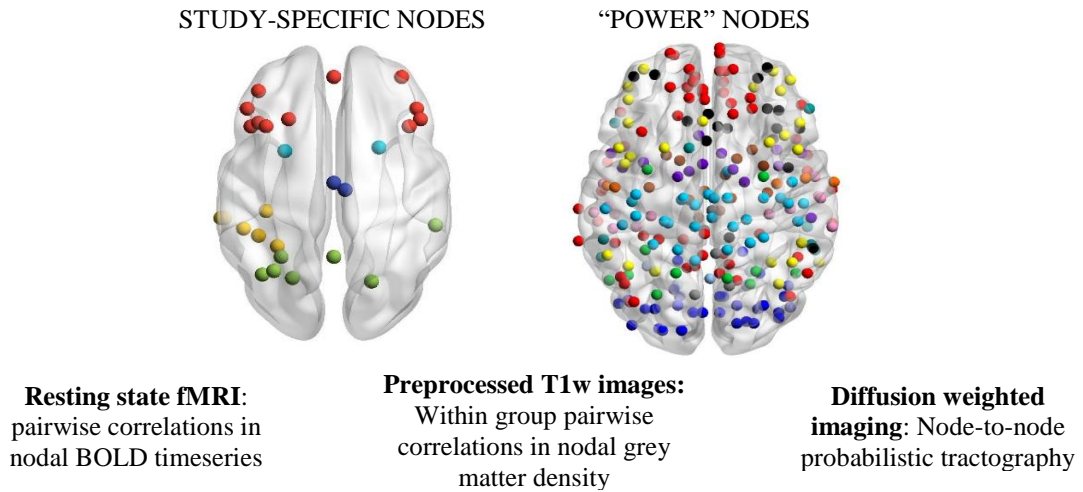 STUDY-SPECIFIC NODES
“POWER” NODES
Resting state fMRI:
pairwise correlations in
nodal BOLD timeseries
Preprocessed T1w images:
Within group pairwise
correlations in nodal grey
matter density
Diffusion weighted
imaging: Node-to-node
probabilistic tractography